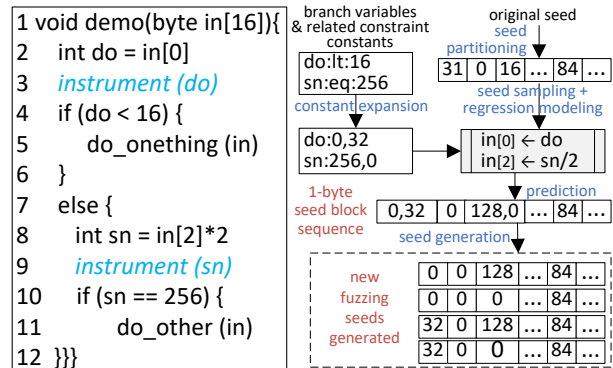 1 void demo(byte in[16]){
2 int do = in[0]
3 instrument (do)
4 if (do < 16) {
5 do_onething (in)
6 }
7 else {
8 int sn = in[2]*2
9 instrument (sn)
10 if (sn == 256) {
11 do_other (in)
12 }}}
branch variables
& related constraint
constants
do:lt:16
sn:eq:256
constant expansion
do:0,32
sn:256,0
original seed
seed
partitioning
31 0 16 ... 84 ...
seed sampling +
regression modeling
in[0] ← do
in[2] ← sn/2
prediction
1-byte
seed block
sequence
0,32 0 128,0 ... 84 ...
seed generation
new
fuzzing
seeds
generated
0 0 128 ... 84 ...
0 0 0 ... 84 ...
32 0 128 ... 84 ...
32 0 0 ... 84 ...